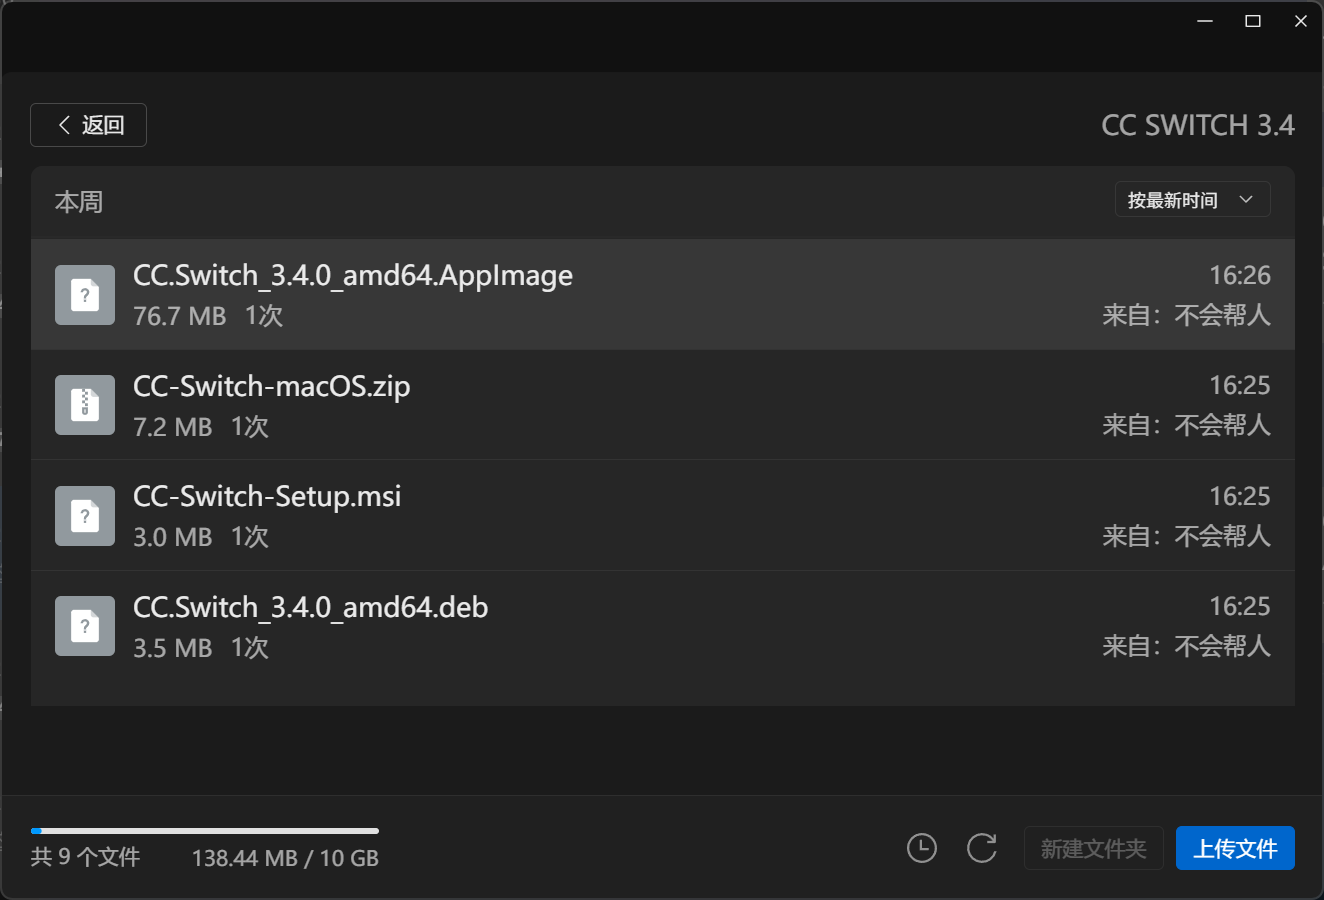 返回
CC SWITCH 3.4
本周
按最新时间
CC.Switch_3.4.0_amd64.AppImage
16:26
76.7 MB 1次
来自：不会帮人
CC-Switch-macOS.zip
16:25
7.2 MB 1次
来自：不会帮人
CC-Switch-Setup.msi
16:25
3.0 MB 1次
来自：不会帮人
CC.Switch_3.4.0_amd64.deb
16:25
3.5 MB 1次
来自：不会帮人
共 9 个文件
138.44 MB / 10 GB
新建文件夹
上传文件